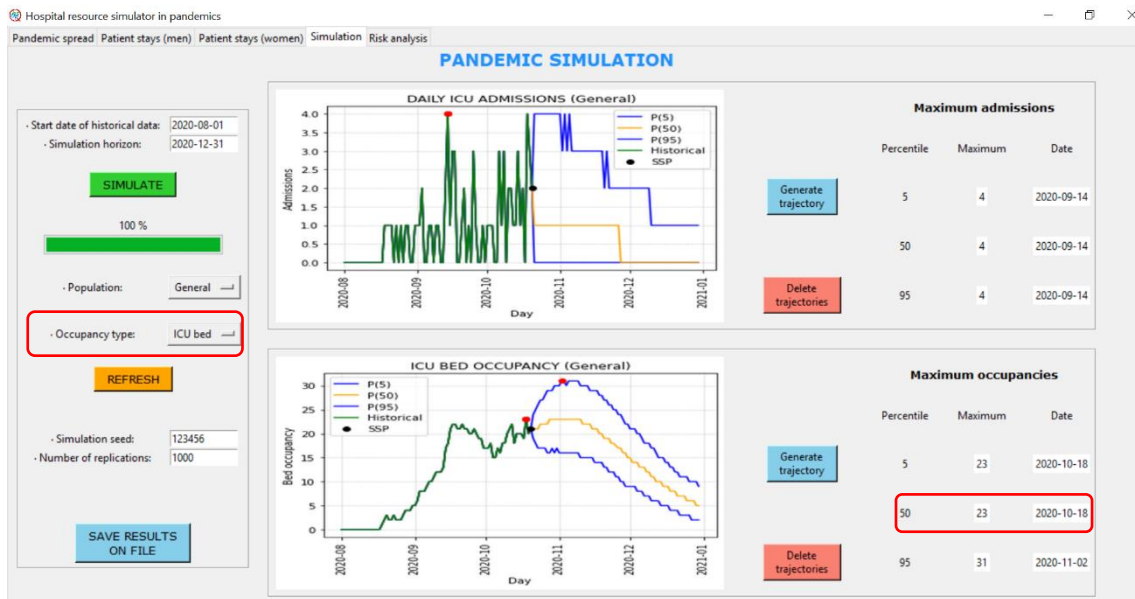 Hospital resource simulator in pandemics
Pandemic spread Patient stays (men) Patient stays (women) Simulation Risk analysis
PANDEMIC SIMULATION
· Start date of historical data: 2020-08-01
· Simulation horizon: 2020-12-31
SIMULATE
100 %
· Population: General
· Occupancy type: ICU bed
REFRESH
· Simulation seed: 123456
· Number of replications: 1000
SAVE RESULTS
ON FILE
DAILY ICU ADMISSIONS (General)
Admissions
4.0
3.5
3.0
2.5
2.0
1.5
1.0
0.5
0.0
P(5)
P(50)
P(95)
Historical
SSP
2020-08
2020-09
2020-10
2020-11
2020-12
2021-01
Day
Generate
trajectory
Delete
trajectories
Maximum admissions
Percentile Maximum Date
5 4 2020-09-14
50 4 2020-09-14
95 4 2020-09-14
ICU BED OCCUPANCY (General)
Bed occupancy
30
25
20
15
10
5
0
P(5)
P(50)
P(95)
Historical
SSP
2020-08
2020-09
2020-10
2020-11
2020-12
2021-01
Day
Generate
trajectory
Delete
trajectories
Maximum occupancies
Percentile Maximum Date
5 23 2020-10-18
50 23 2020-10-18
95 31 2020-11-02